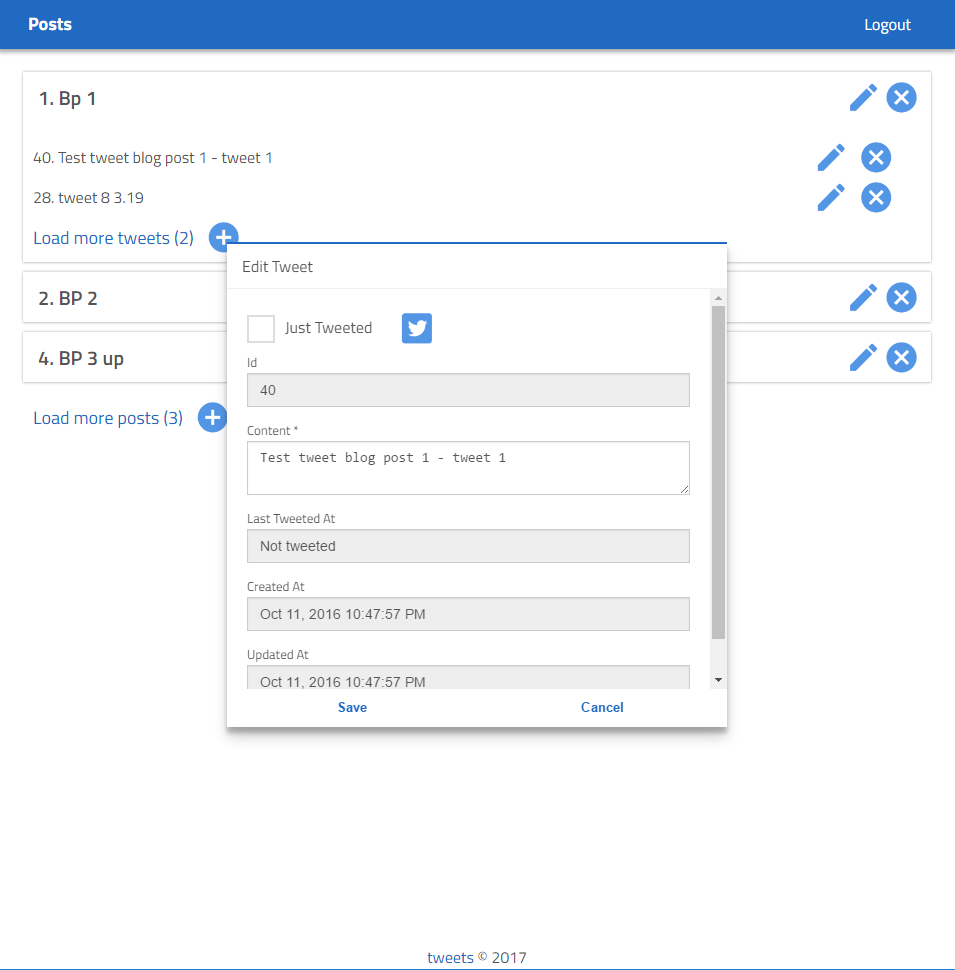 Posts
Logout
1. Bp 1
40. Test tweet blog post 1 - tweet 1
28. tweet 8 3.19
Load more tweets (2)
2. BP 2
4. BP 3 up
Load more posts (3)
Edit Tweet
Just Tweeted
Id
40
Content *
Test tweet blog post 1 - tweet 1
Last Tweeted At
Not tweeted
Created At
Oct 11, 2016 10:47:57 PM
Updated At
Oct 11, 2016 10:47:57 PM
Save
Cancel
tweets © 2017